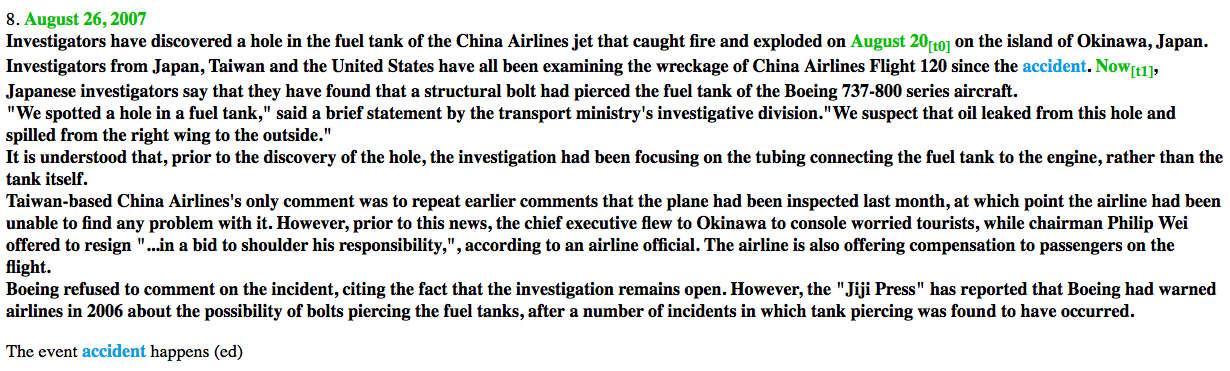 8. August 26, 2007
Investigators have discovered a hole in the fuel tank of the China Airlines jet that caught fire and exploded on August 20[t0] on the island of Okinawa, Japan.
Investigators from Japan, Taiwan and the United States have all been examining the wreckage of China Airlines Flight 120 since the accident. Now[t1],
Japanese investigators say that they have found that a structural bolt had pierced the fuel tank of the Boeing 737-800 series aircraft.
"We spotted a hole in a fuel tank," said a brief statement by the transport ministry's investigative division."We suspect that oil leaked from this hole and
spilled from the right wing to the outside."
It is understood that, prior to the discovery of the hole, the investigation had been focusing on the tubing connecting the fuel tank to the engine, rather than the
tank itself.
Taiwan-based China Airlines's only comment was to repeat earlier comments that the plane had been inspected last month, at which point the airline had been
unable to find any problem with it. However, prior to this news, the chief executive flew to Okinawa to console worried tourists, while chairman Philip Wei
offered to resign "...in a bid to shoulder his responsibility,", according to an airline official. The airline is also offering compensation to passengers on the
flight.
Boeing refused to comment on the incident, citing the fact that the investigation remains open. However, the "Jiji Press" has reported that Boeing had warned
airlines in 2006 about the possibility of bolts piercing the fuel tanks, after a number of incidents in which tank piercing was found to have occurred.
The event accident happens (ed)